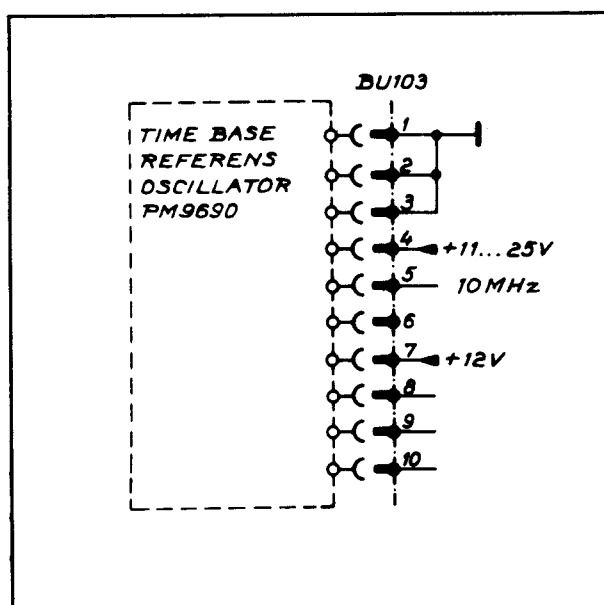 BU103
TIME BASE
REFERENS
OSCILLATOR
PM9690
1
2
3
4 +11...25V
5 10MHz
6
7 +12V
8
9
10